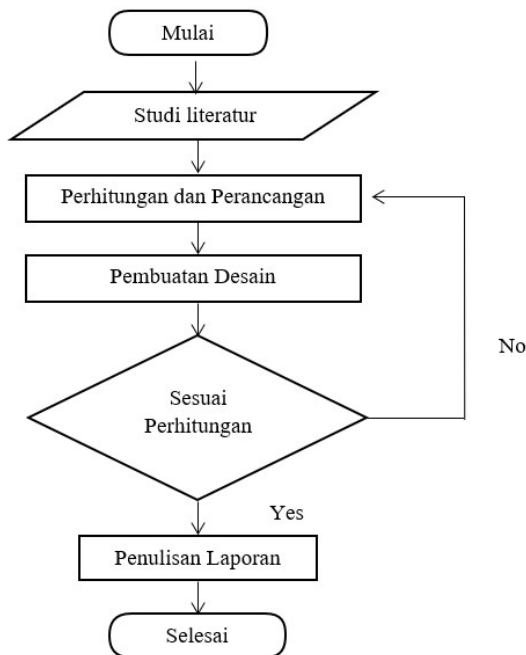 Mulai
Studi literatur
Perhitungan dan Perancangan
Pembuatan Desain
No
Sesuai
Perhitungan
Yes
Penulisan Laporan
Selesai